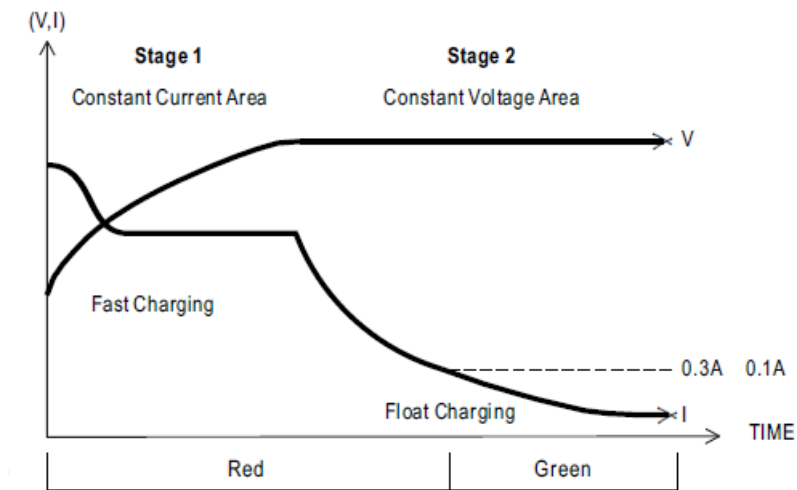 (V,I)
Stage 1
Stage 2
Constant Current Area
Constant Voltage Area
V
Fast Charging
0.3A 0.1A
Float Charging
I
TIME
Red
Green